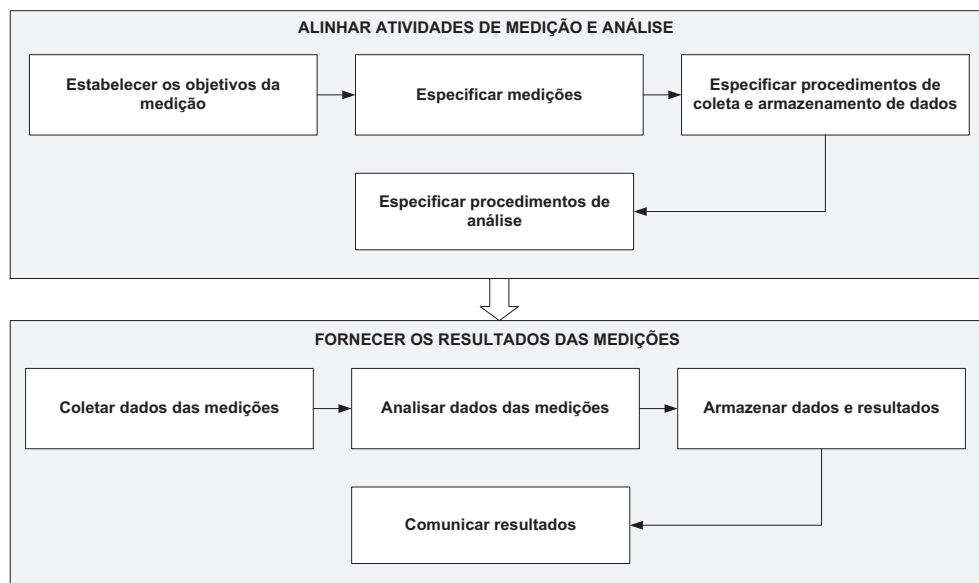 ALINHAR ATIVIDADES DE MEDIÇÃO E ANÁLISE
Estabelecer os objetivos da
medição
Especificar medições
Especificar procedimentos de
coleta e armazenamento de dados
Especificar procedimentos de
análise
FORNECER OS RESULTADOS DAS MEDIÇÕES
Coletar dados das medições
Analisar dados das medições
Armazenar dados e resultados
Comunicar resultados